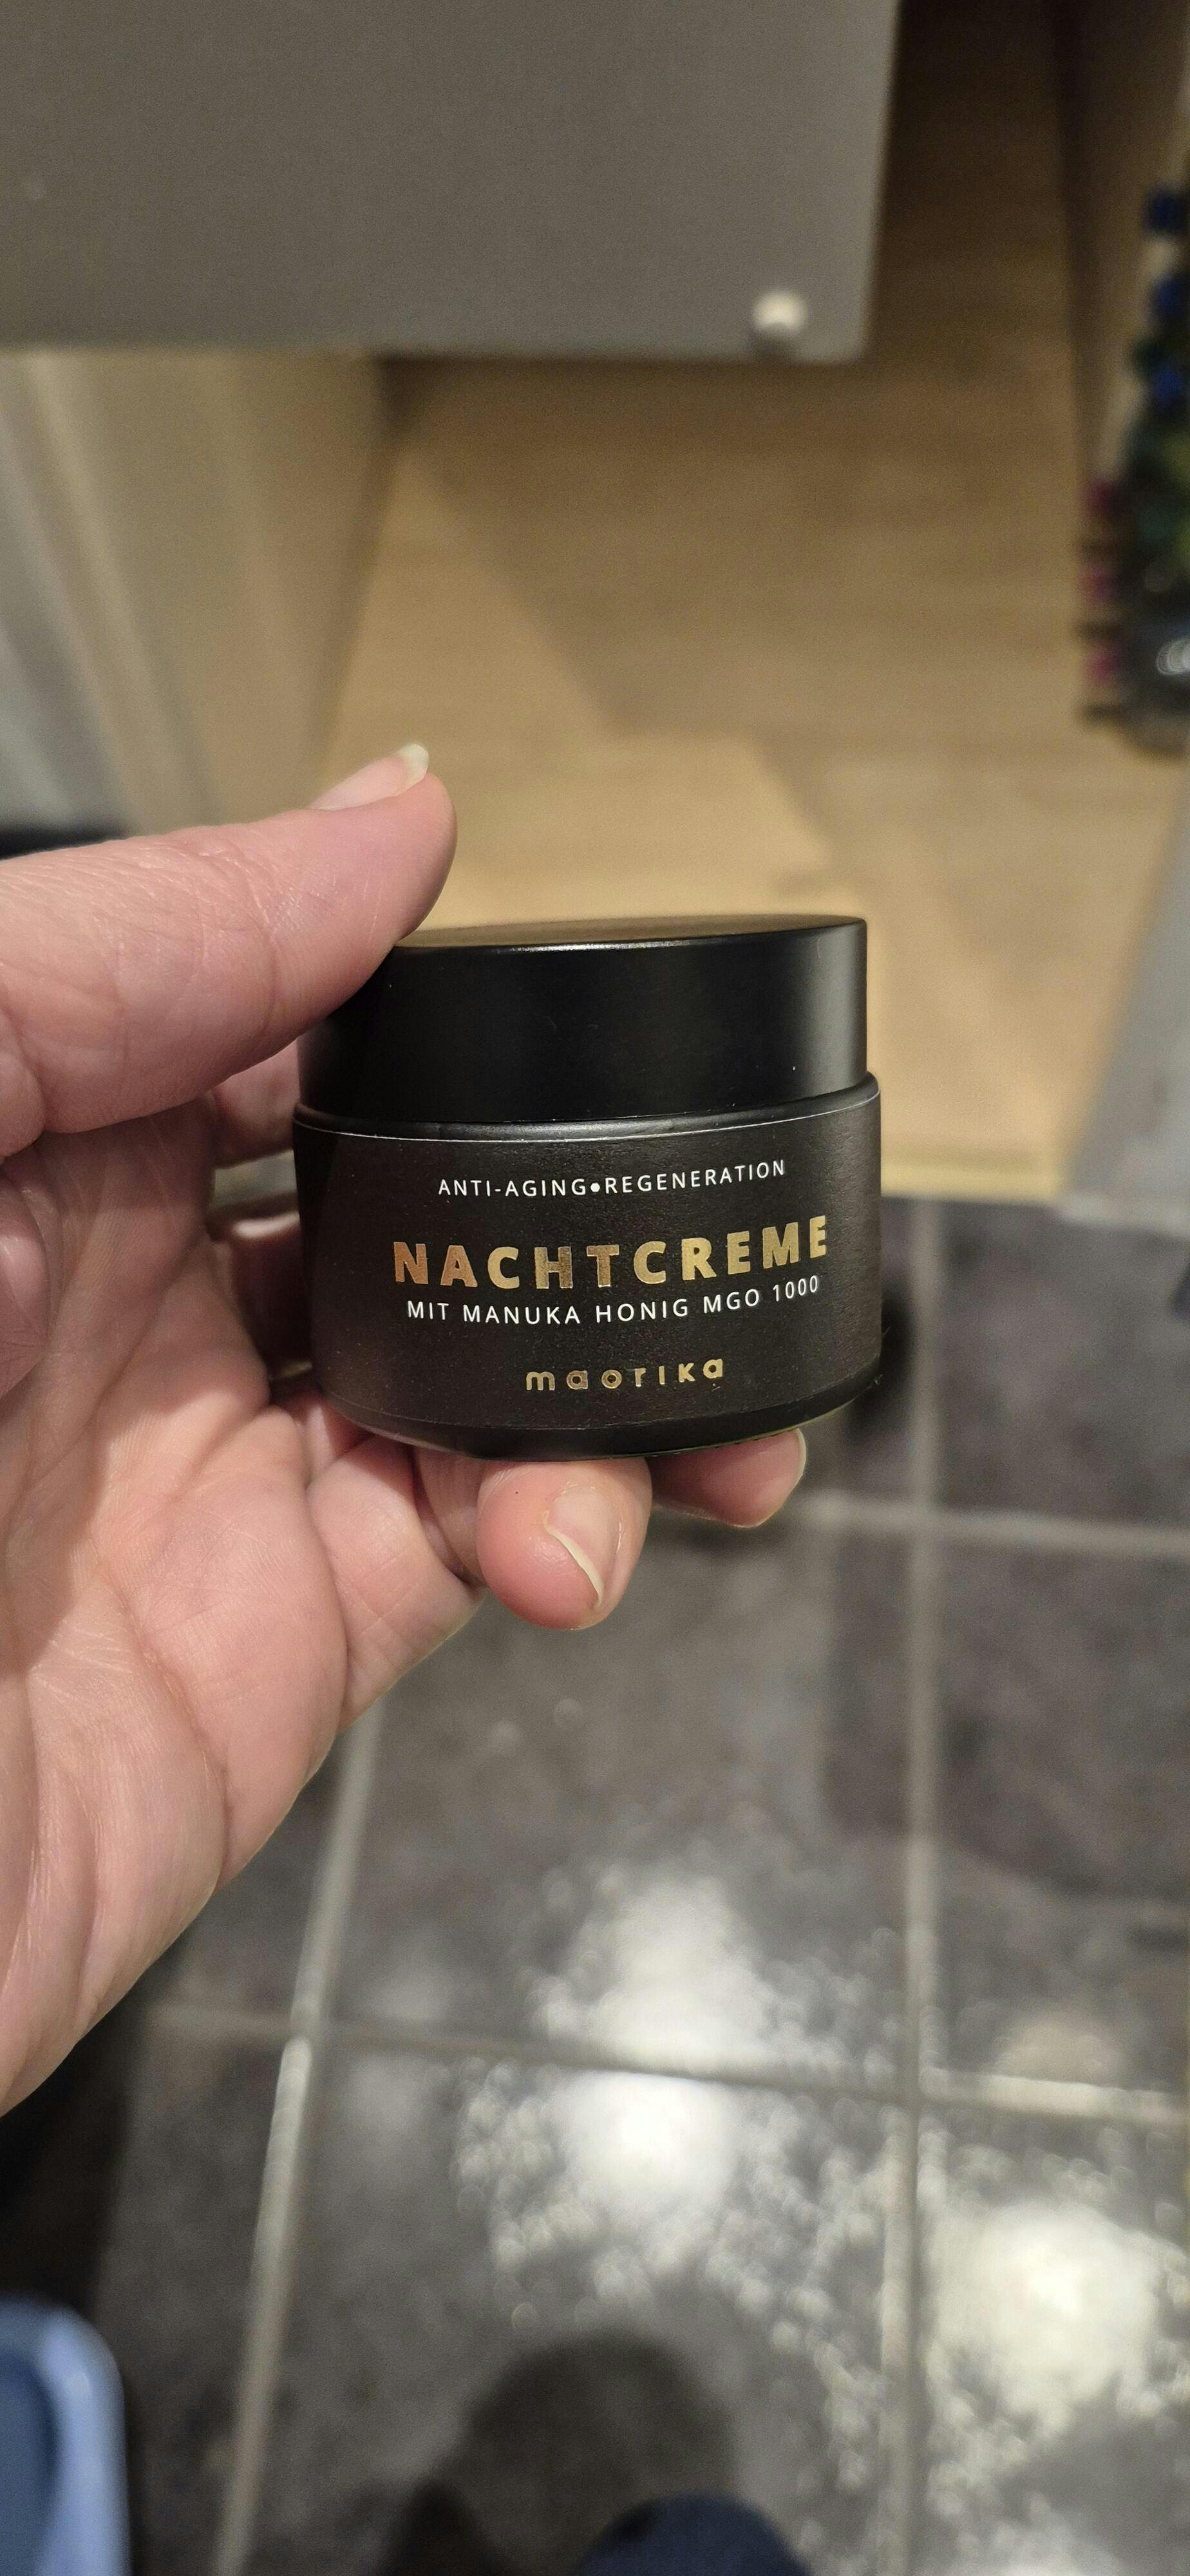 ANTI-AGING•REGENERATION
NACHTCREME
MIT MANUKA HONIG MGO 1000
maorika